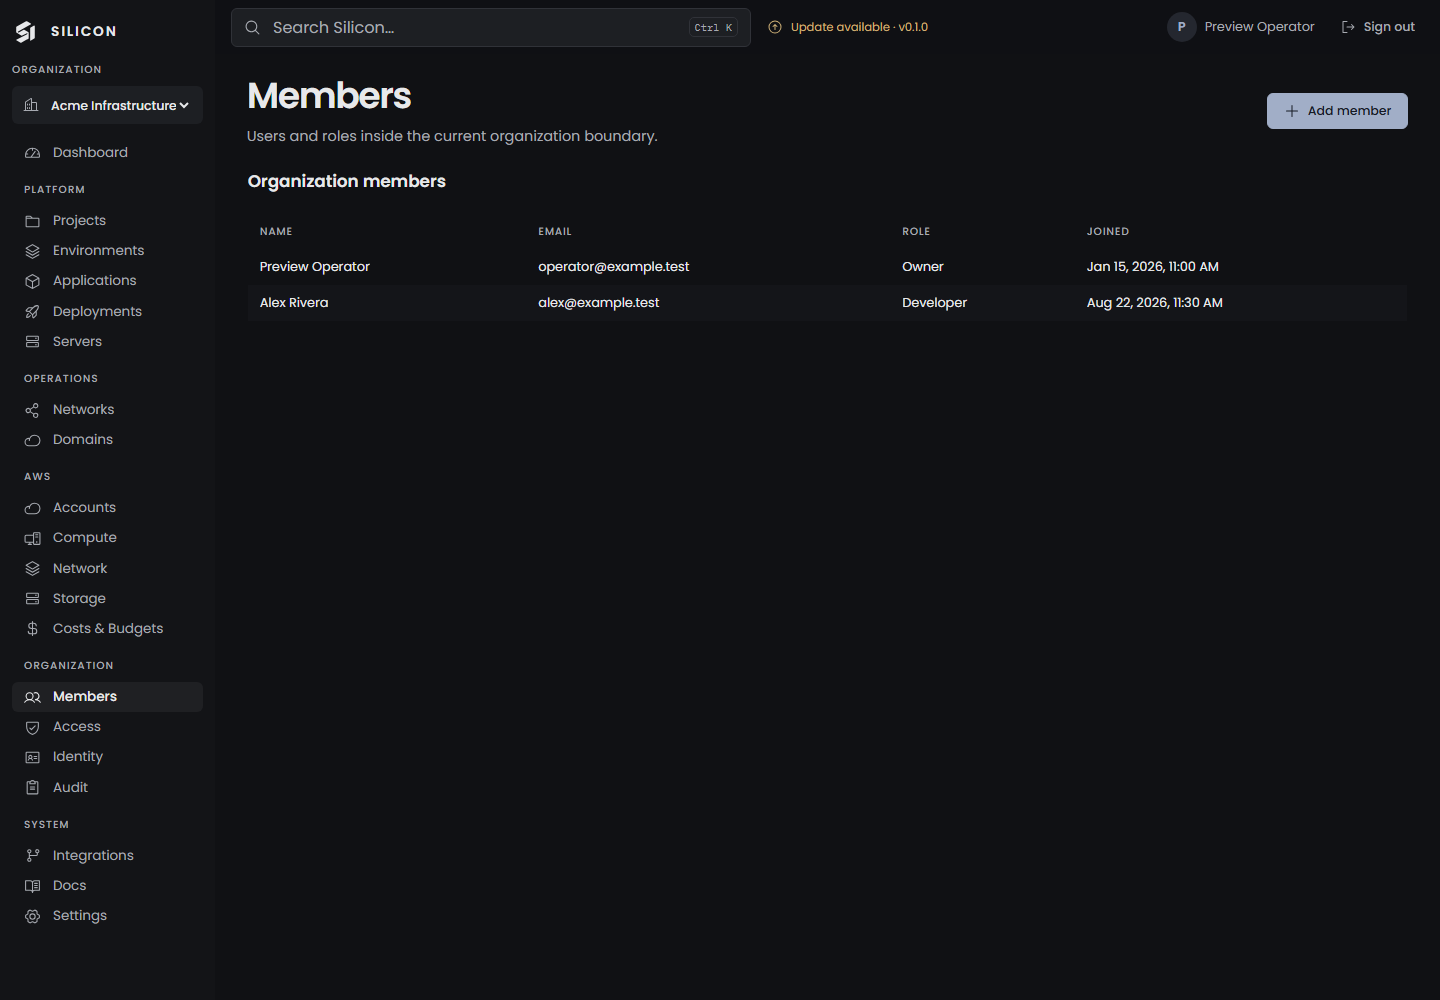 SILICON
ORGANIZATION
Acme Infrastructure
Dashboard
PLATFORM
Projects
Environments
Applications
Deployments
Servers
OPERATIONS
Networks
Domains
AWS
Accounts
Compute
Network
Storage
Costs & Budgets
ORGANIZATION
Members
Access
Identity
Audit
SYSTEM
Integrations
Docs
Settings
Search Silicon... Ctrl K
Update available · v0.1.0
P Preview Operator
Sign out
Members
Users and roles inside the current organization boundary.
Add member
Organization members
NAME EMAIL ROLE JOINED
Preview Operator operator@example.test Owner Jan 15, 2026, 11:00 AM
Alex Rivera alex@example.test Developer Aug 22, 2026, 11:30 AM